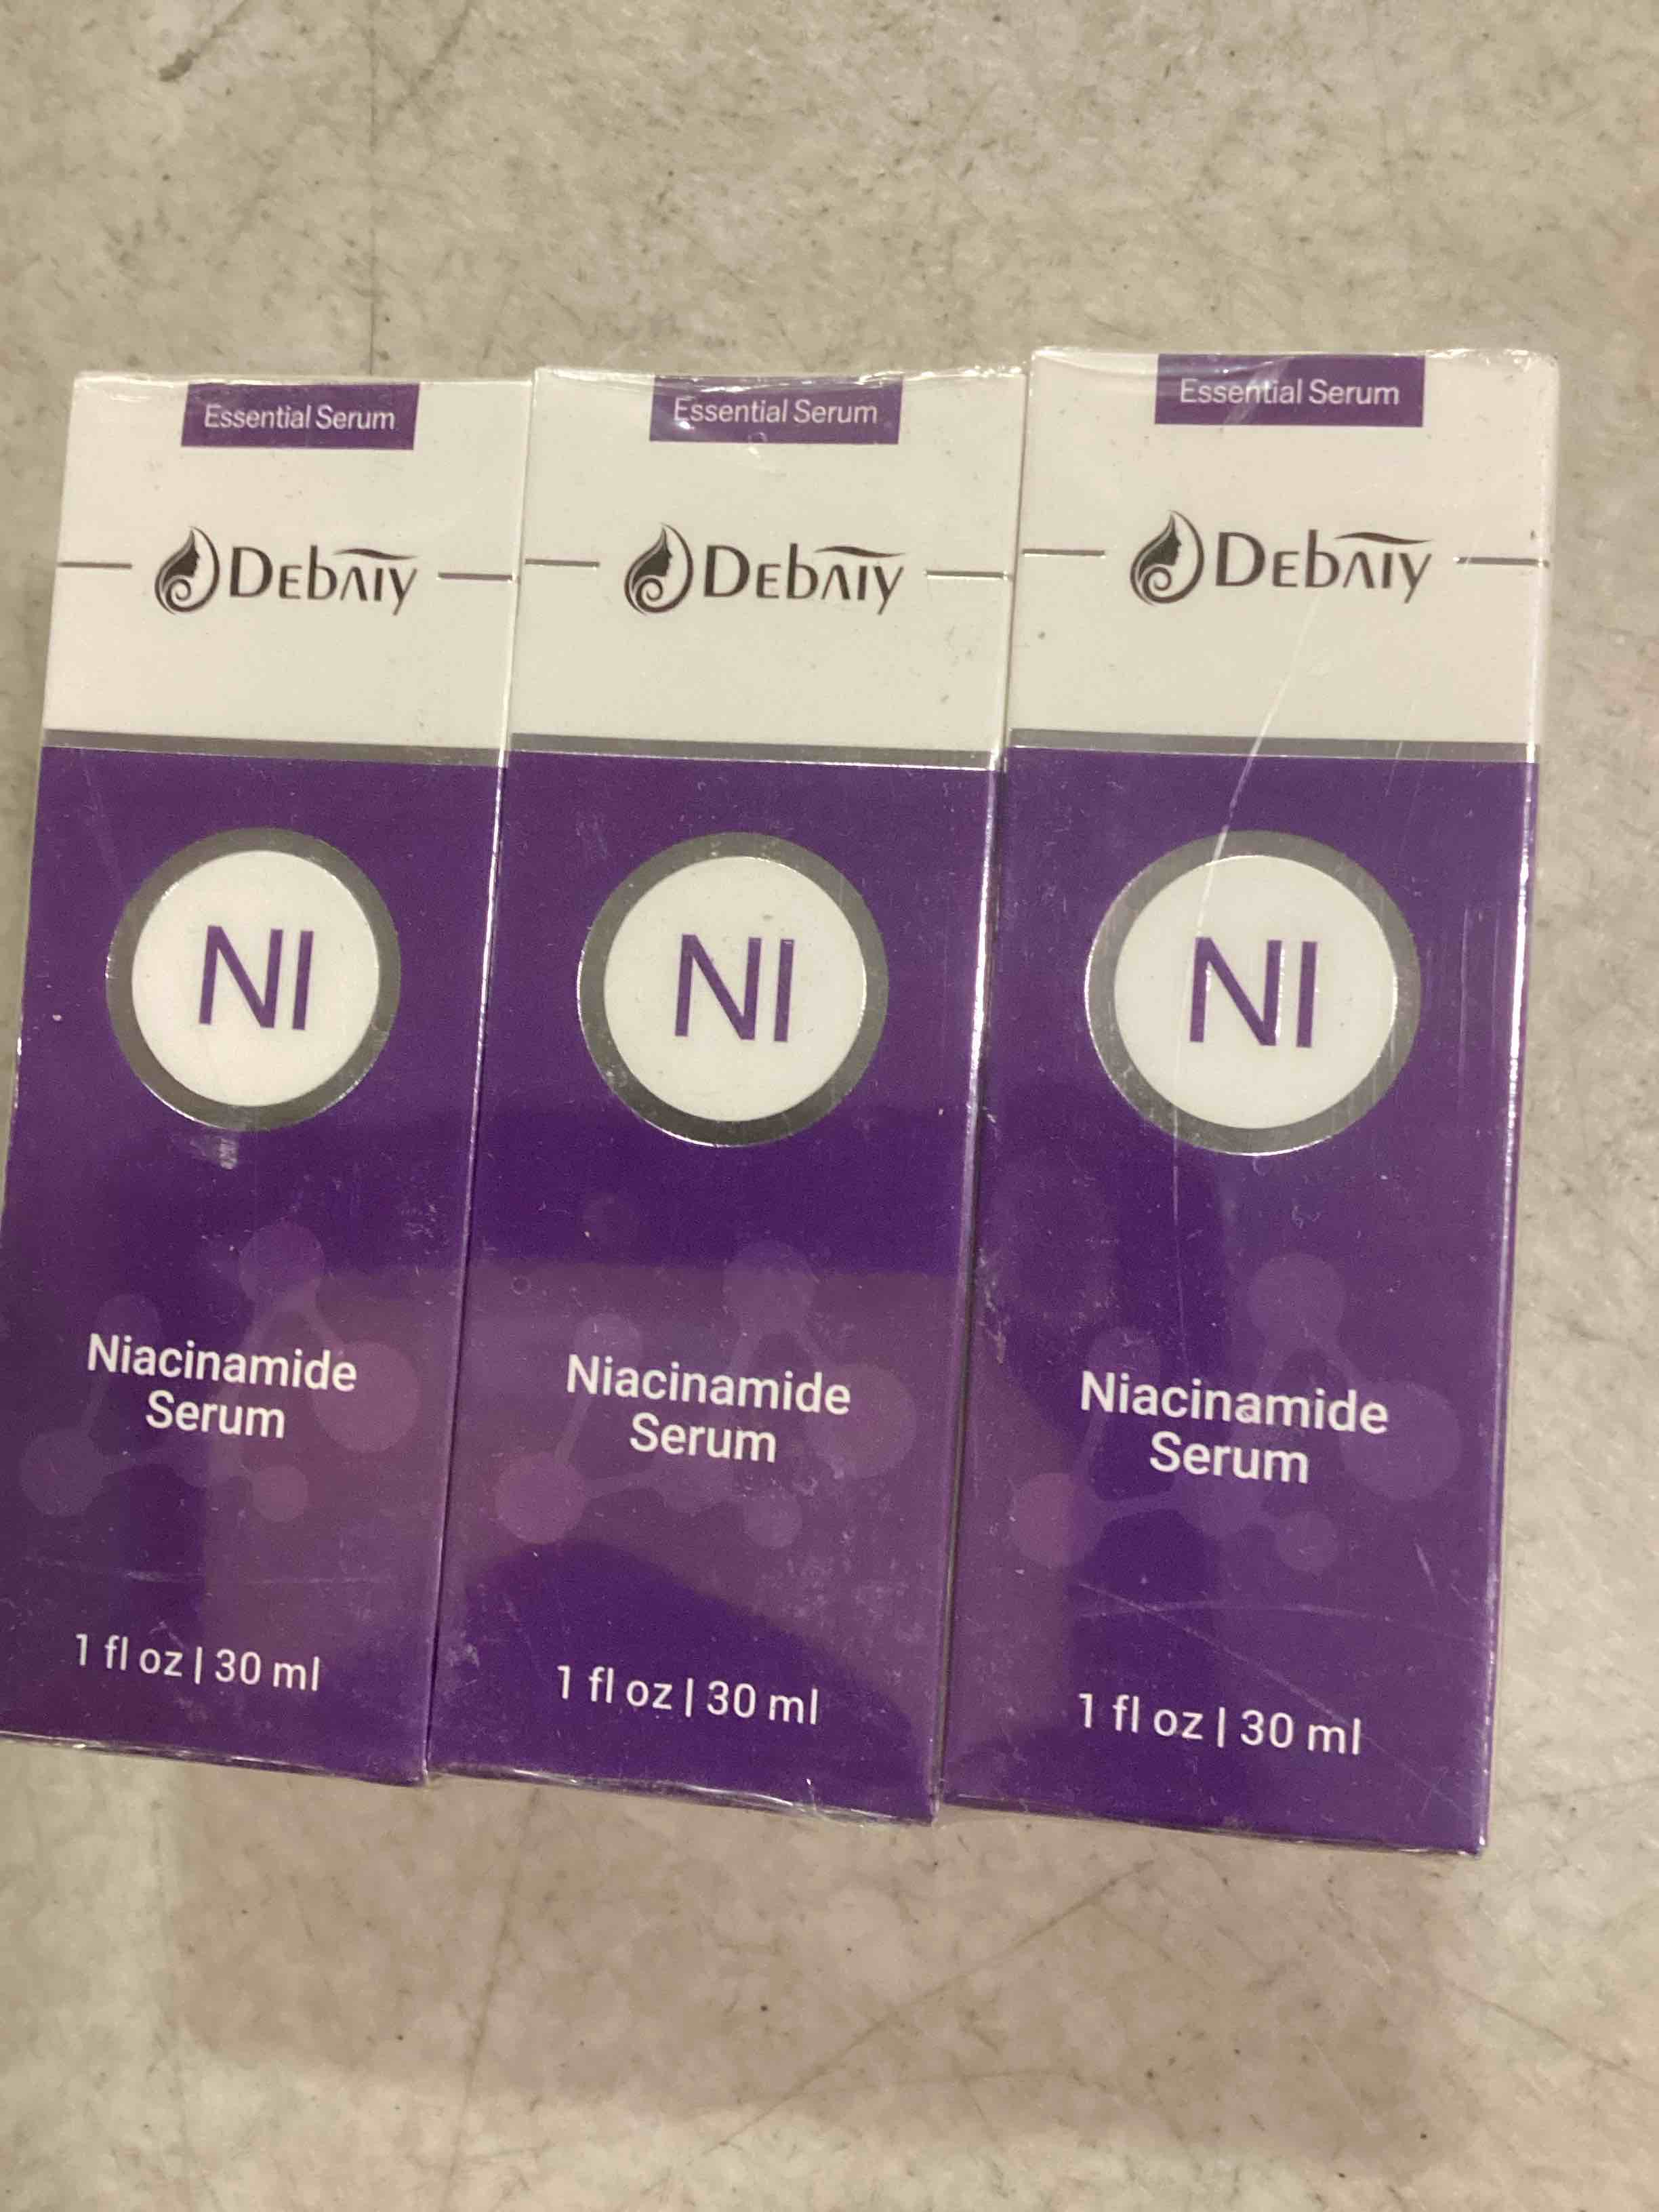 Essential Serum
DEBAIY
NI
Niacinamide
Serum
1 fl oz | 30 ml
Essential Serum
DEBAIY
NI
Niacinamide
Serum
1 fl oz | 30 ml
Essential Serum
DEBAIY
NI
Niacinamide
Serum
1 fl oz | 30 ml